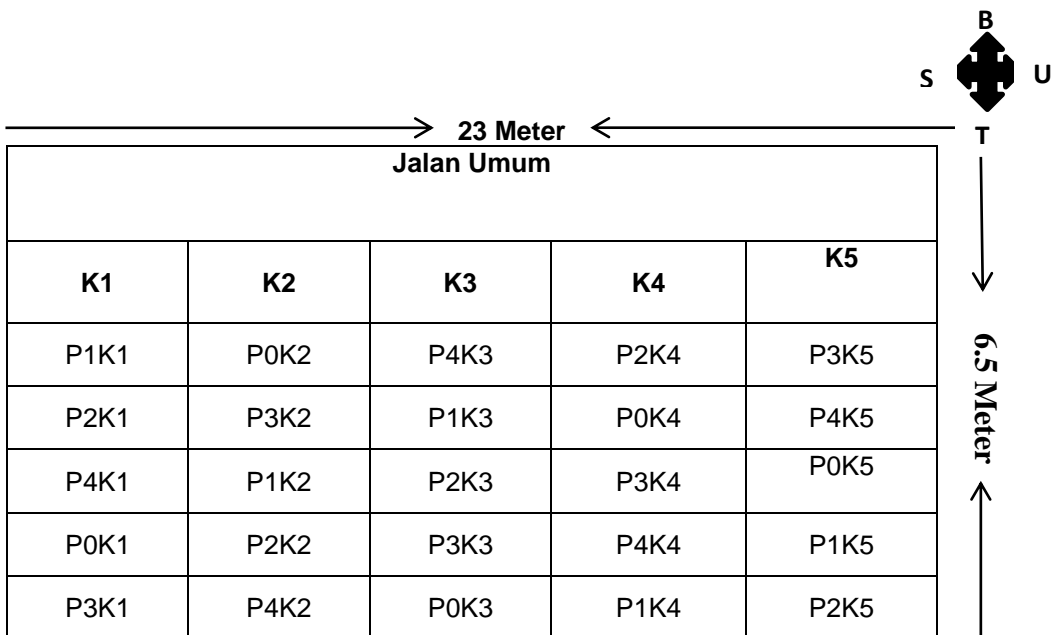 B
S U
T
23 Meter
Jalan Umum
K1 K2 K3 K4 K5
P1K1 P0K2 P4K3 P2K4 P3K5
P2K1 P3K2 P1K3 P0K4 P4K5
P4K1 P1K2 P2K3 P3K4 P0K5
P0K1 P2K2 P3K3 P4K4 P1K5
P3K1 P4K2 P0K3 P1K4 P2K5
6.5 Meter